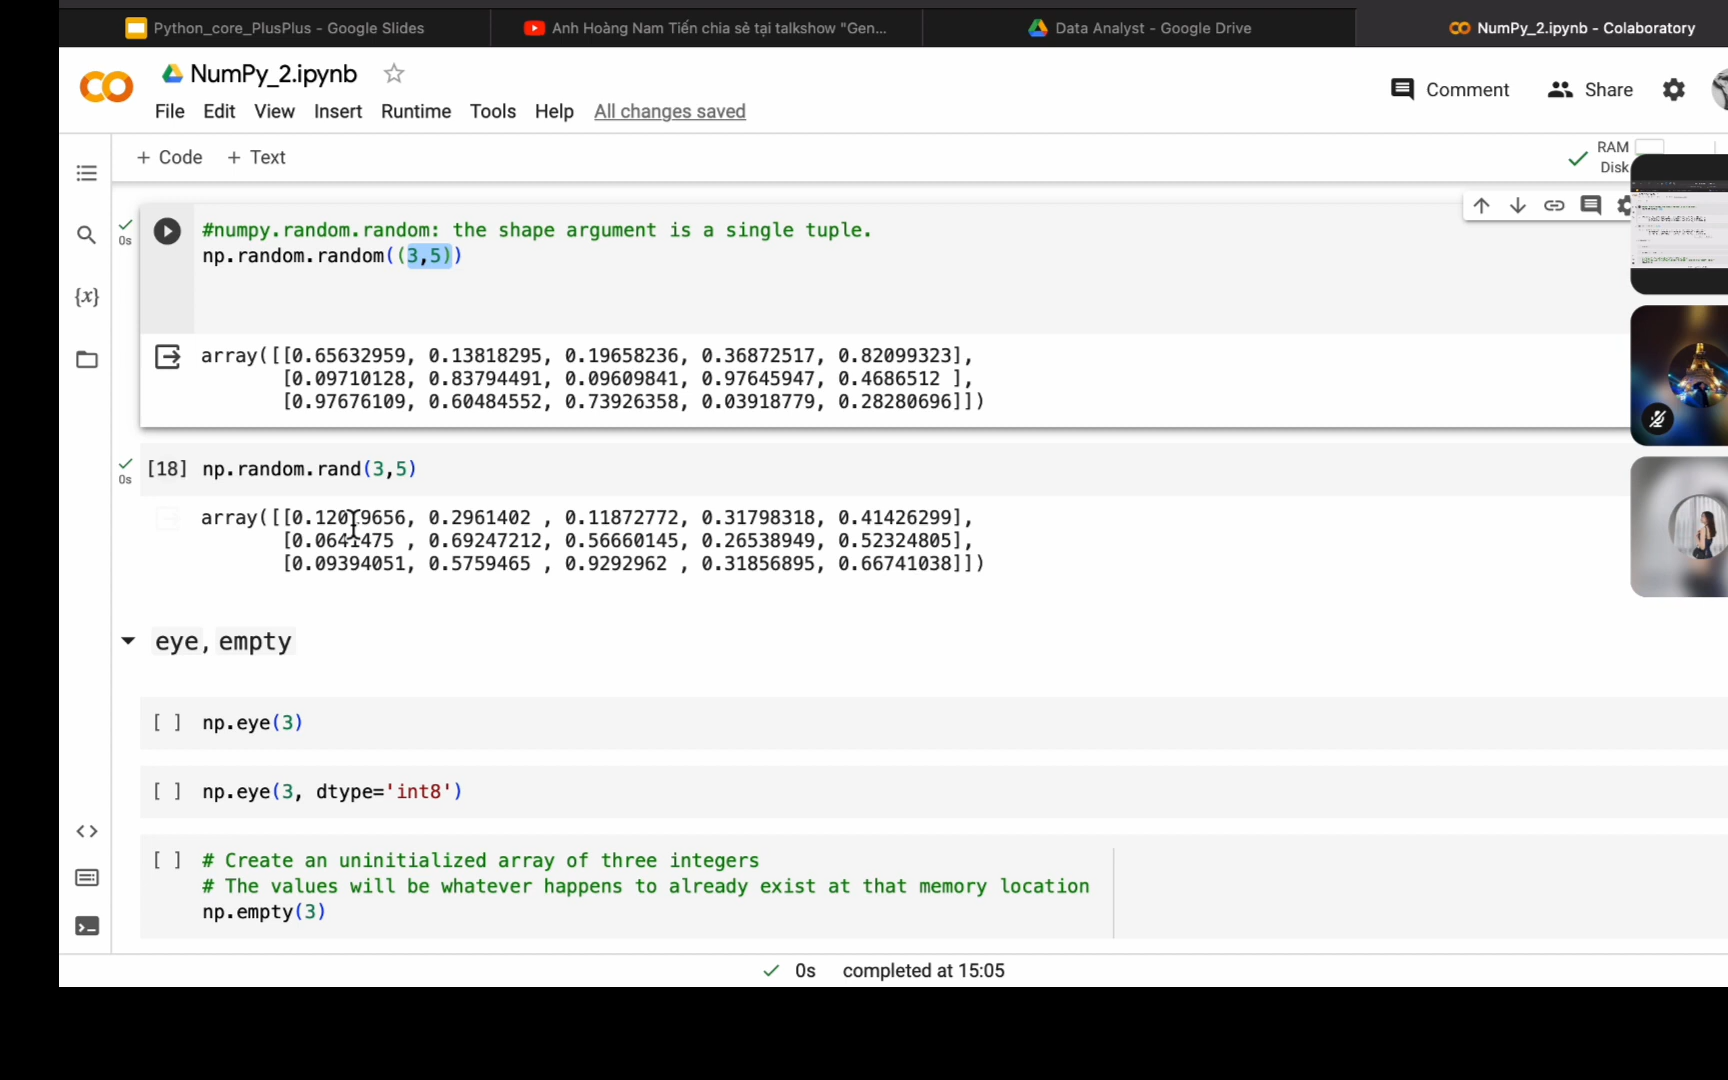 Python_core_PlusPlus - Google Slides
Anh Hoàng Nam Tiến chia sẻ tại talkshow "Gen...
Data Analyst - Google Drive
NumPy_2.ipynb - Colaboratory
NumPy_2.ipynb
Comment
Share
File Edit View Insert Runtime Tools Help All changes saved
+ Code + Text
RAM
Disk
0s
#numpy.random.random: the shape argument is a single tuple.
np.random.random((3,5))
array([[0.65632959, 0.13818295, 0.19658236, 0.36872517, 0.82099323],
[0.09710128, 0.83794491, 0.09609841, 0.97645947, 0.4686512 ],
[0.97676109, 0.60484552, 0.73926358, 0.03918779, 0.28280696]])
0s
[18] np.random.rand(3,5)
0.2961402 , 0.11872772, 0.31798318, 0.41426299],
0.69247212, 0.56660145, 0.26538949, 0.52324805],
[0.09394051, 0.5759465 , 0.9292962 , 0.31856895, 0.66741038]])
eye, empty
[ ] np.eye(3)
[ ] np.eye(3, dtype='int8')
[ ] # Create an uninitialized array of three integers
# The values will be whatever happens to already exist at that memory location
np.empty(3)
0s completed at 15:05